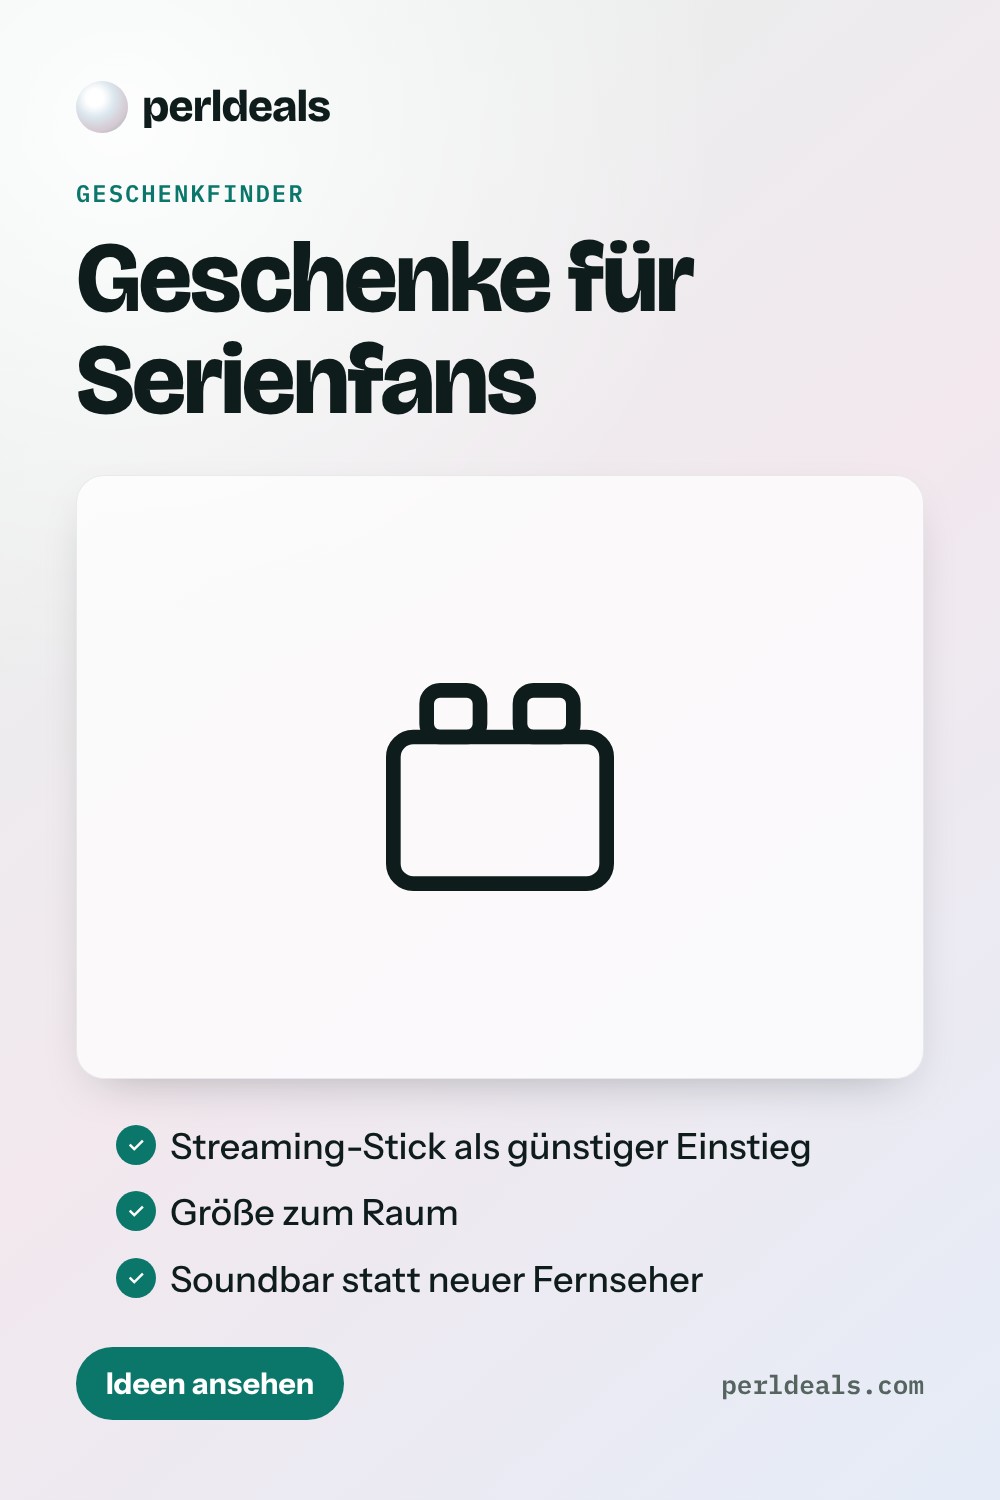 perldeals
GESCHENKFINDER
Geschenke für
Serienfans
Streaming-Stick als günstiger Einstieg
Größe zum Raum
Soundbar statt neuer Fernseher
Ideen ansehen
perldeals.com